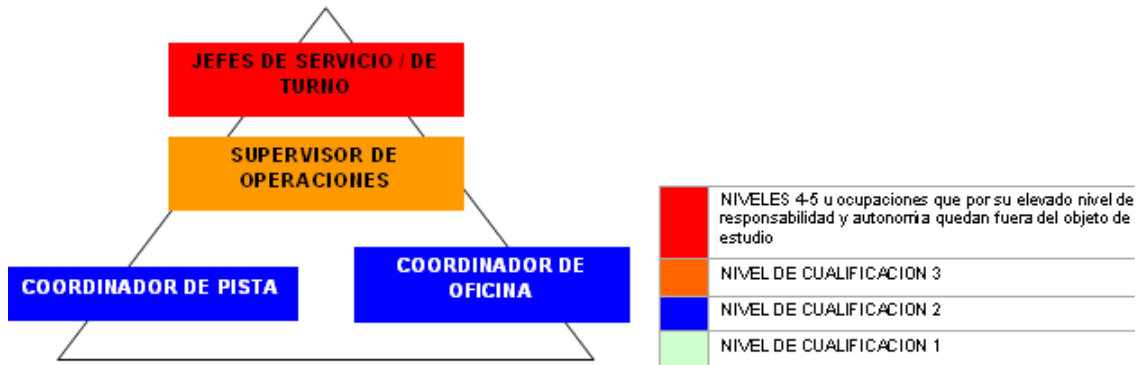 JEFES DE SERVICIO / DE
TURNO
SUPERVISOR DE
OPERACIONES
COORDINADOR DE PISTA
COORDINADOR DE
OFICINA
NIVELES 4-5 u ocupaciones que por su elevado nivel de
responsabilidad y autonomia quedan fuera del objeto de
estudio
NIVEL DE CUALIFICACION 3
NIVEL DE CUALIFICACION 2
NIVEL DE CUALIFICACION 1